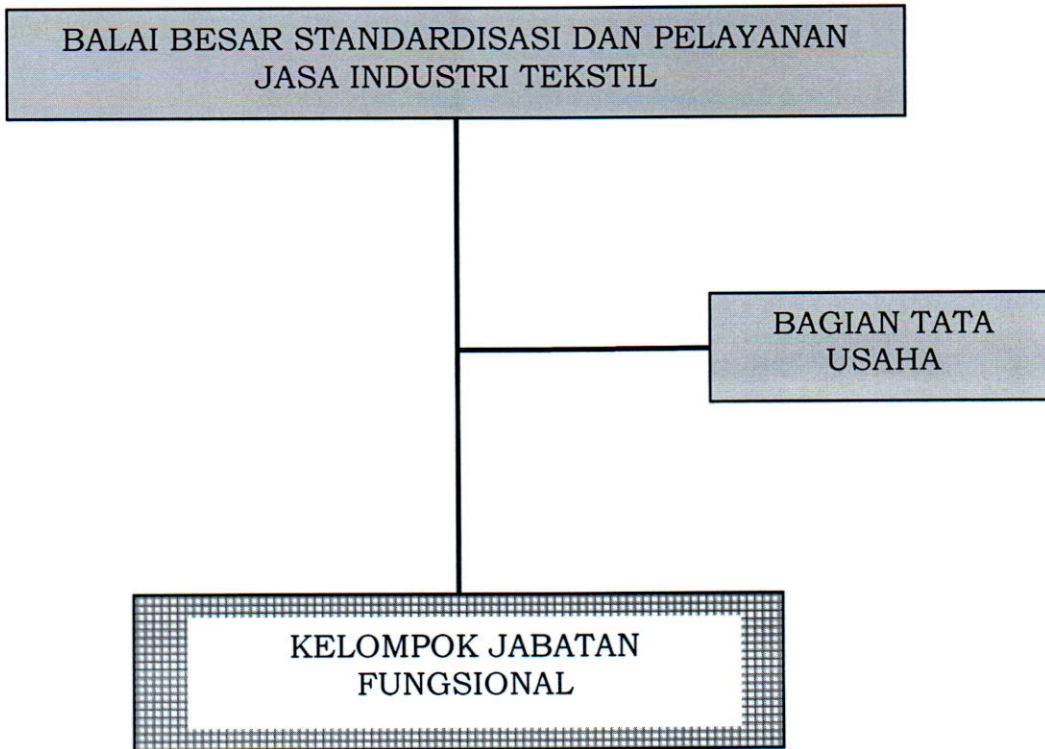 BALAI BESAR STANDARDISASI DAN PELAYANAN
JASA INDUSTRI TEKSTIL
BAGIAN TATA
USAHA
KELOMPOK JABATAN
FUNGSIONAL